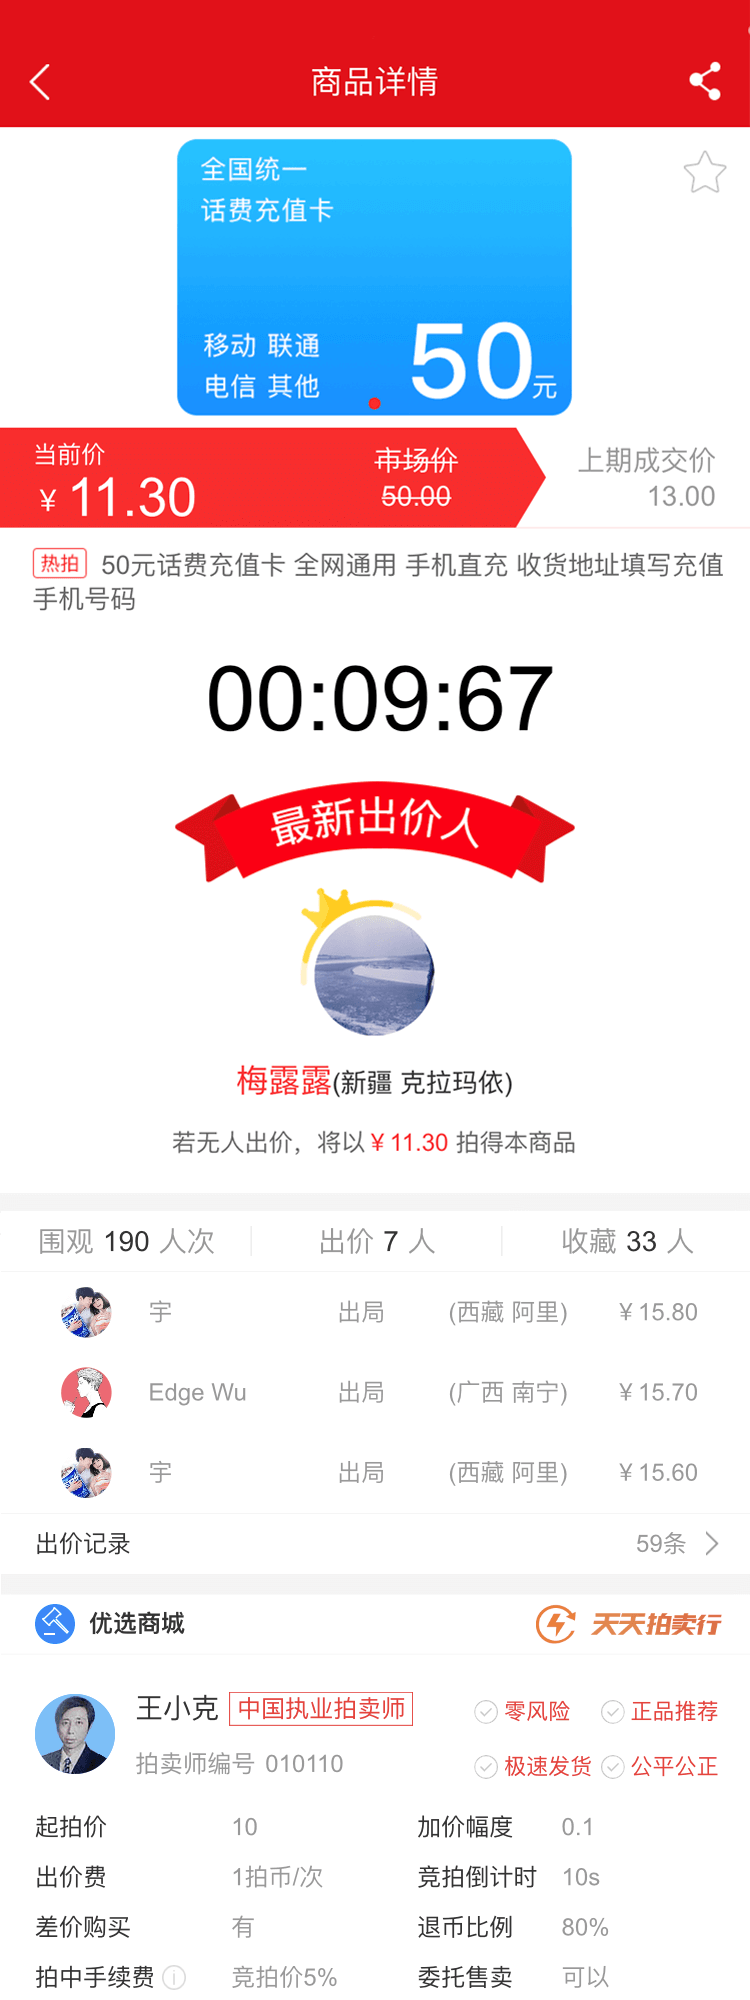 商品详情
全国统一
话费充值卡
移动 联通
电信 其他
50元
当前价
¥ 11.30
市场价
50.00
上期成交价
13.00
热拍 50元话费充值卡 全网通用 手机直充 收货地址填写充值
手机号码
00:09:67
最新出价人
梅露露(新疆 克拉玛依)
若无人出价，将以 ¥ 11.30 拍得本商品
围观 190 人次 出价 7 人 收藏 33 人
宇 出局 (西藏 阿里) ¥ 15.80
Edge Wu 出局 (广西 南宁) ¥ 15.70
宇 出局 (西藏 阿里) ¥ 15.60
出价记录 59条
优选商城 天天拍卖行
王小克 中国执业拍卖师 零风险 正品推荐
拍卖师编号 010110 极速发货 公平公正
起拍价 10 加价幅度 0.1
出价费 1拍币/次 竞拍倒计时 10s
差价购买 有 退币比例 80%
拍中手续费 竞拍价5% 委托售卖 可以